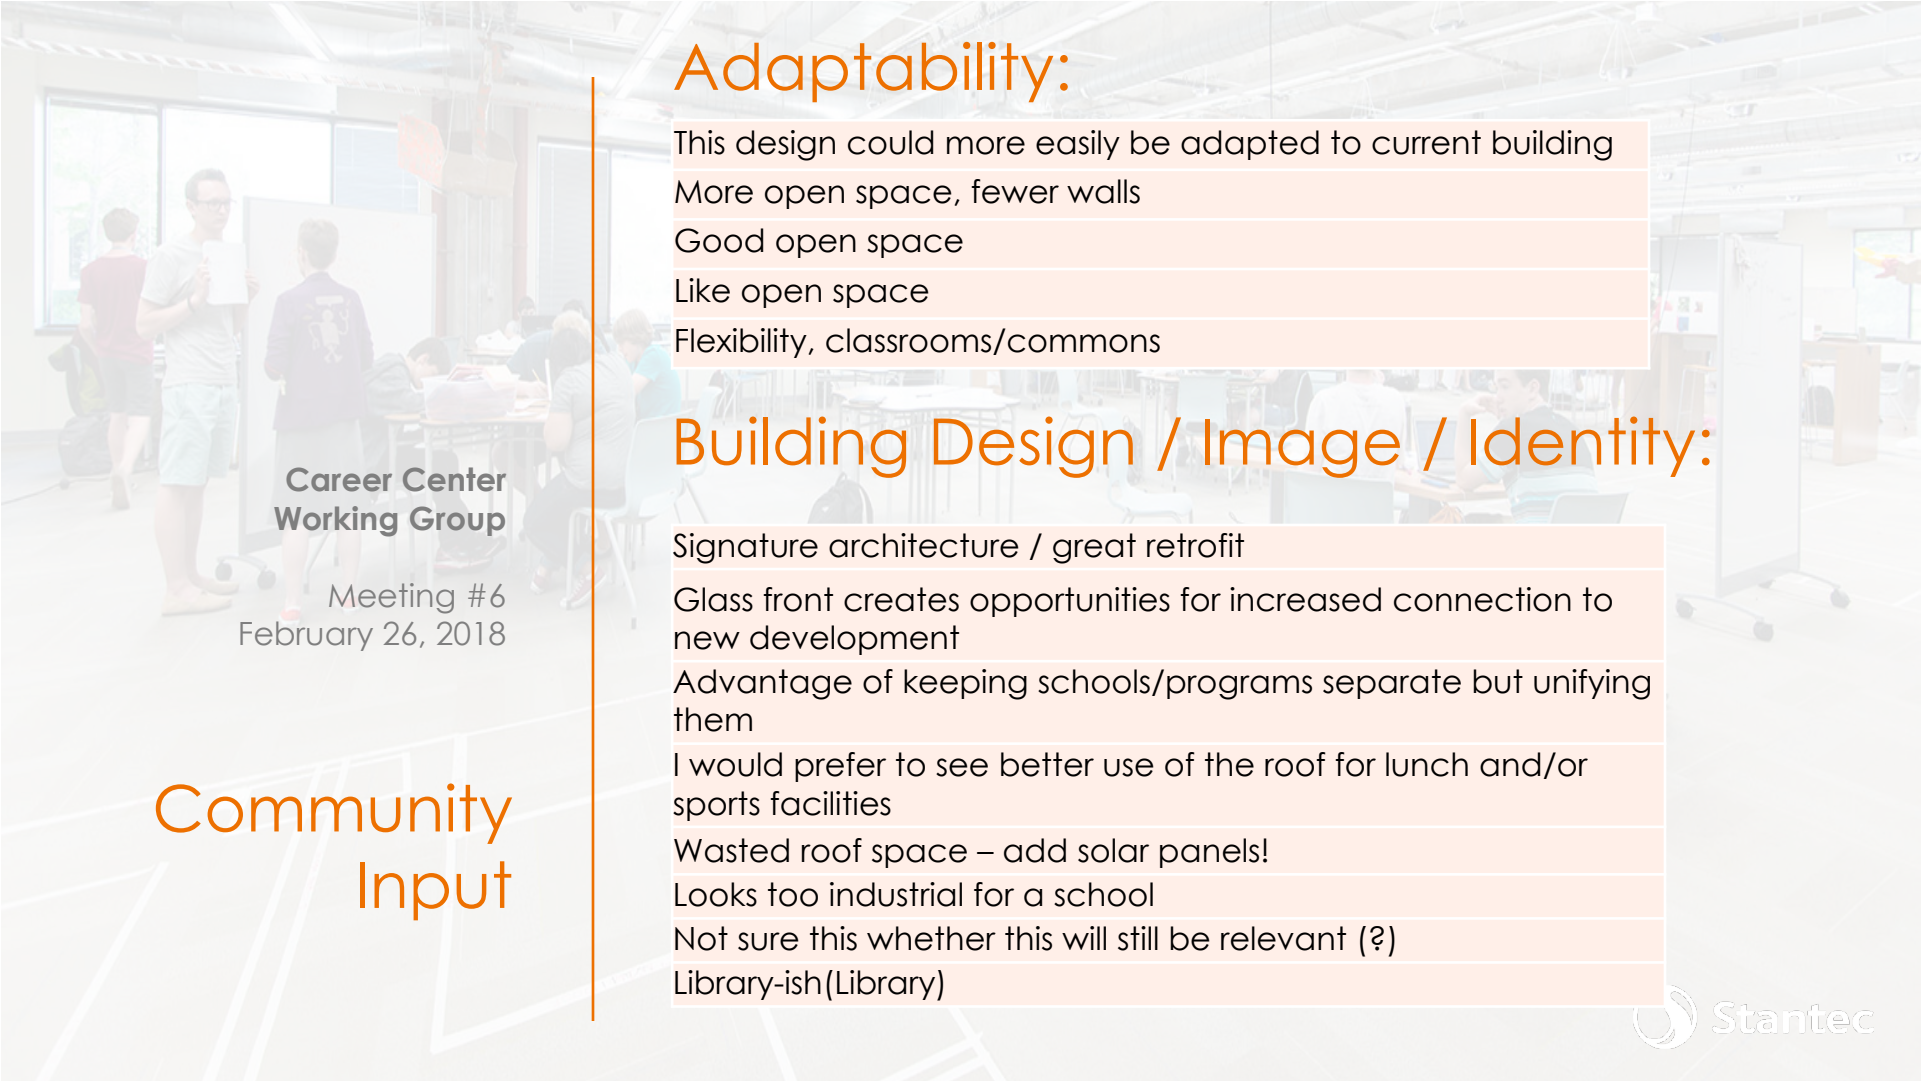 Career Center
Working Group
Meeting #6
February 26, 2018
Community
Input
Adaptability:
This design could more easily be adapted to current building
More open space, fewer walls
Good open space
Like open space
Flexibility, classrooms/commons
Building Design / Image / Identity:
Signature architecture / great retrofit
Glass front creates opportunities for increased connection to
new development
Advantage of keeping schools/programs separate but unifying
them
I would prefer to see better use of the roof for lunch and/or
sports facilities
Wasted roof space – add solar panels!
Looks too industrial for a school
Not sure this whether this will still be relevant (?)
Library-ish(Library)
Stantec